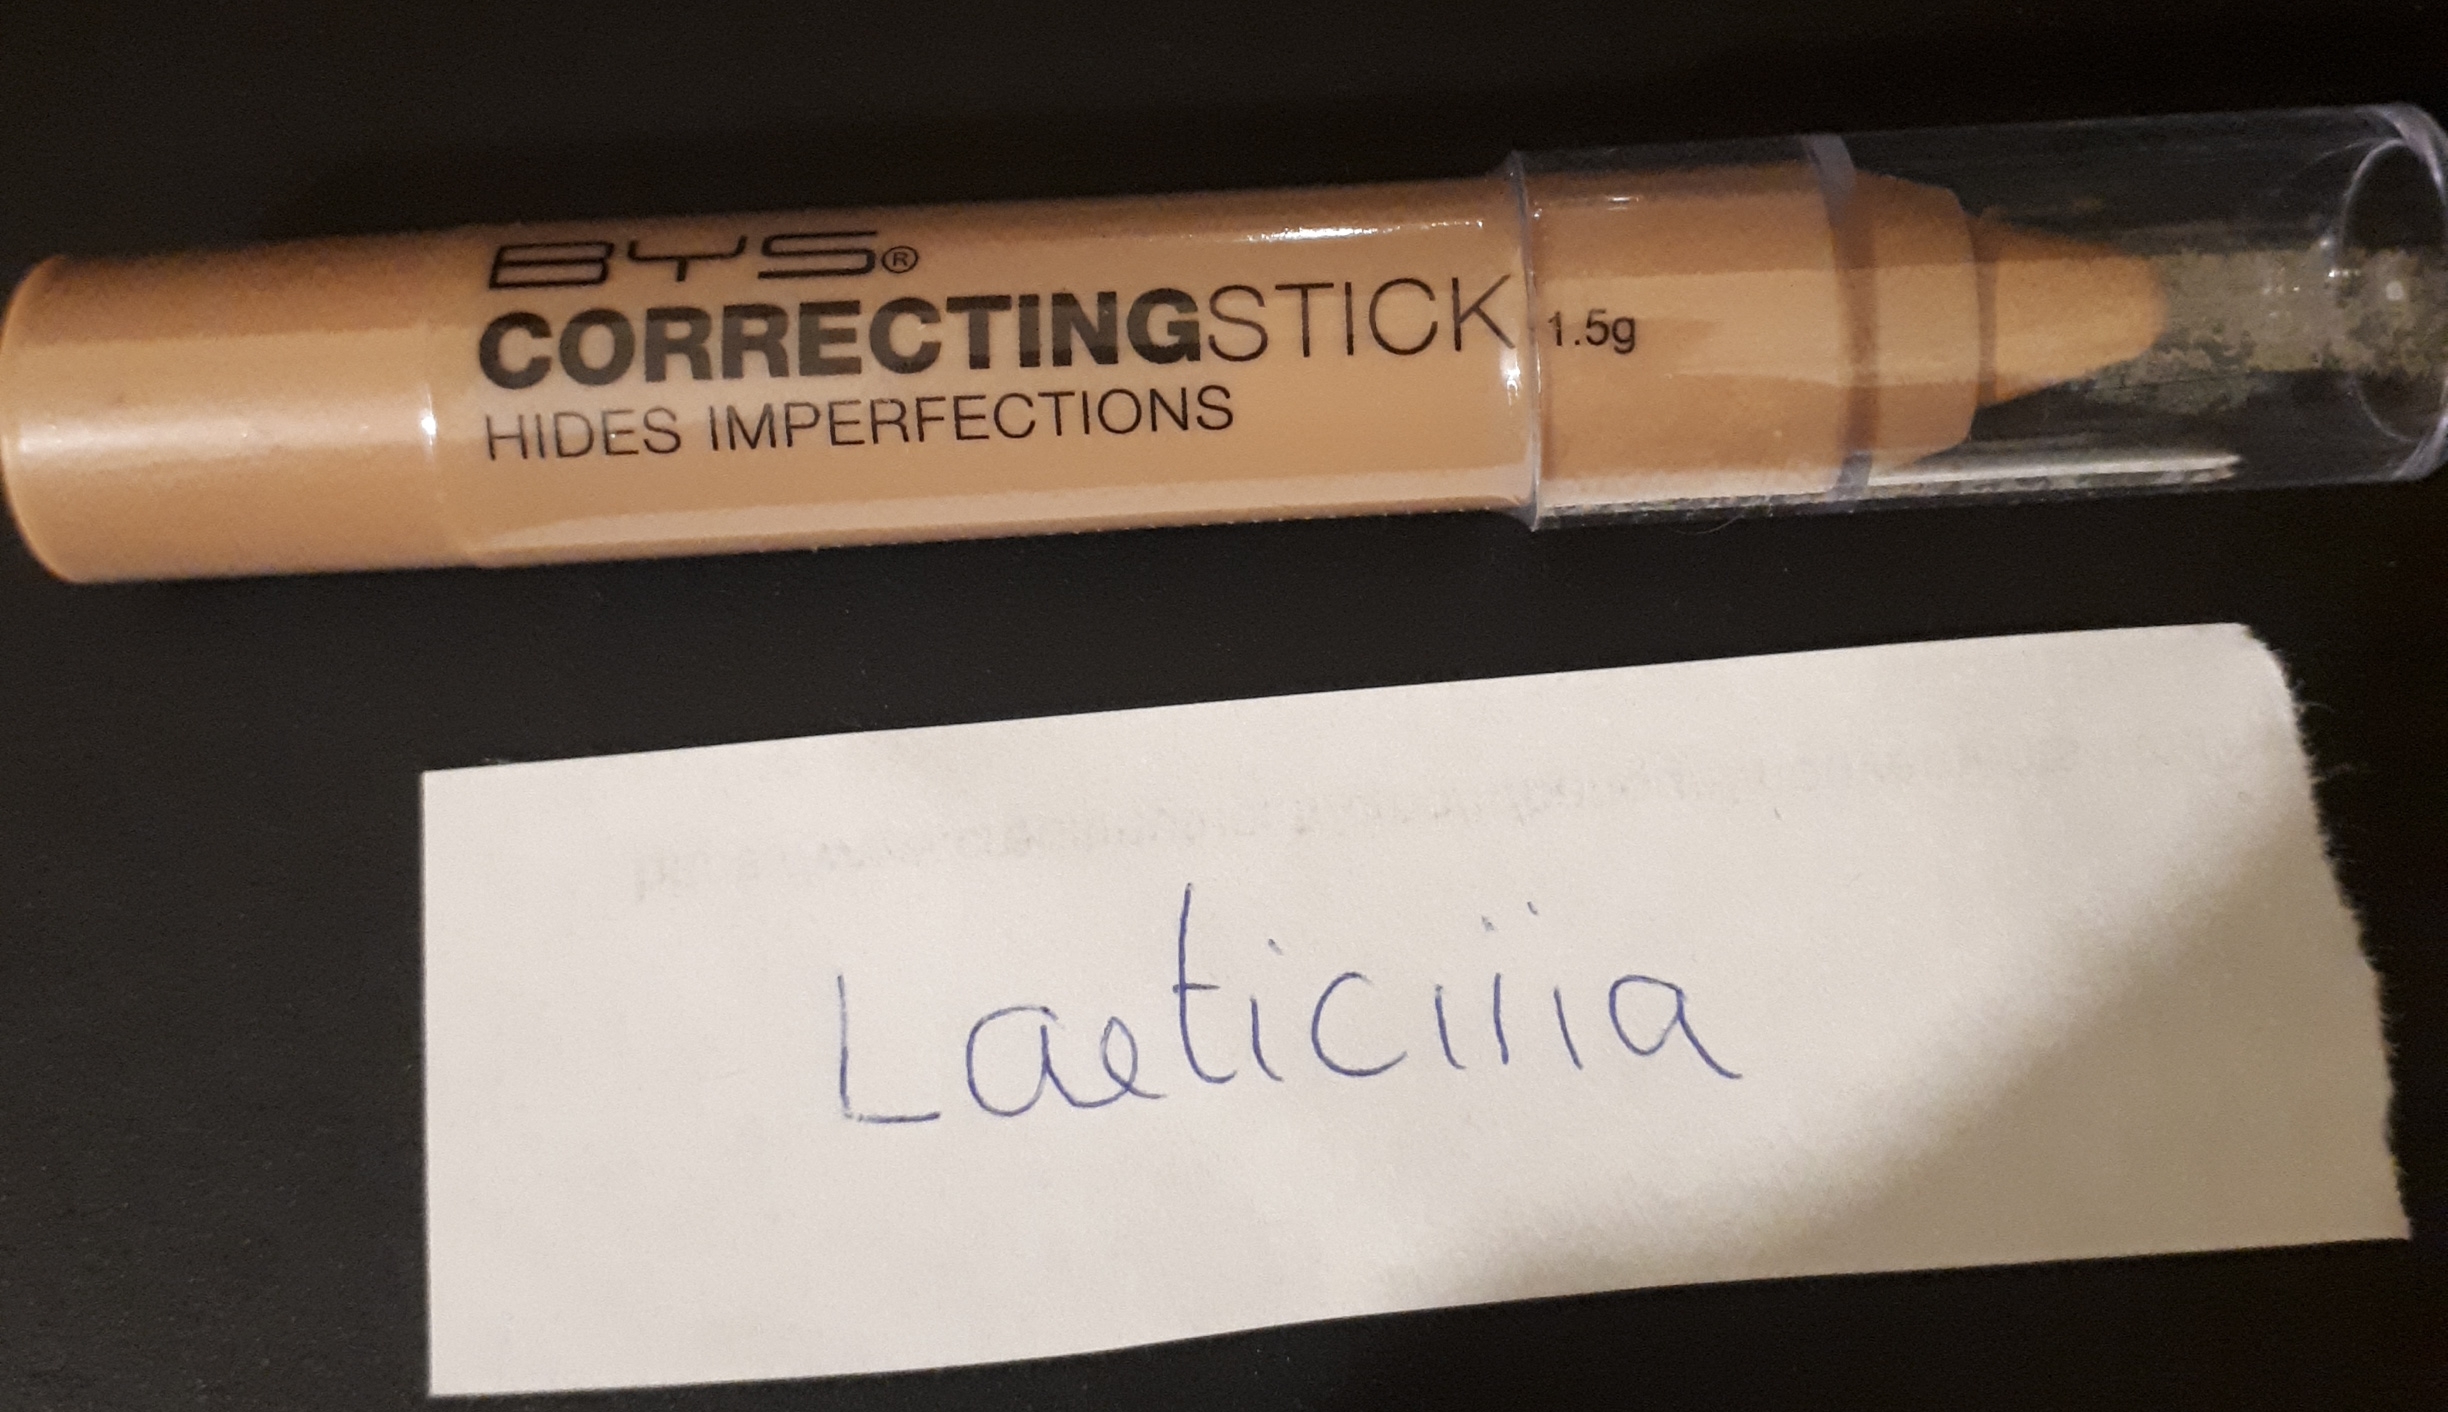 BYS®
CORRECTINGSTICK 1.5g
HIDES IMPERFECTIONS
Laeticiiia